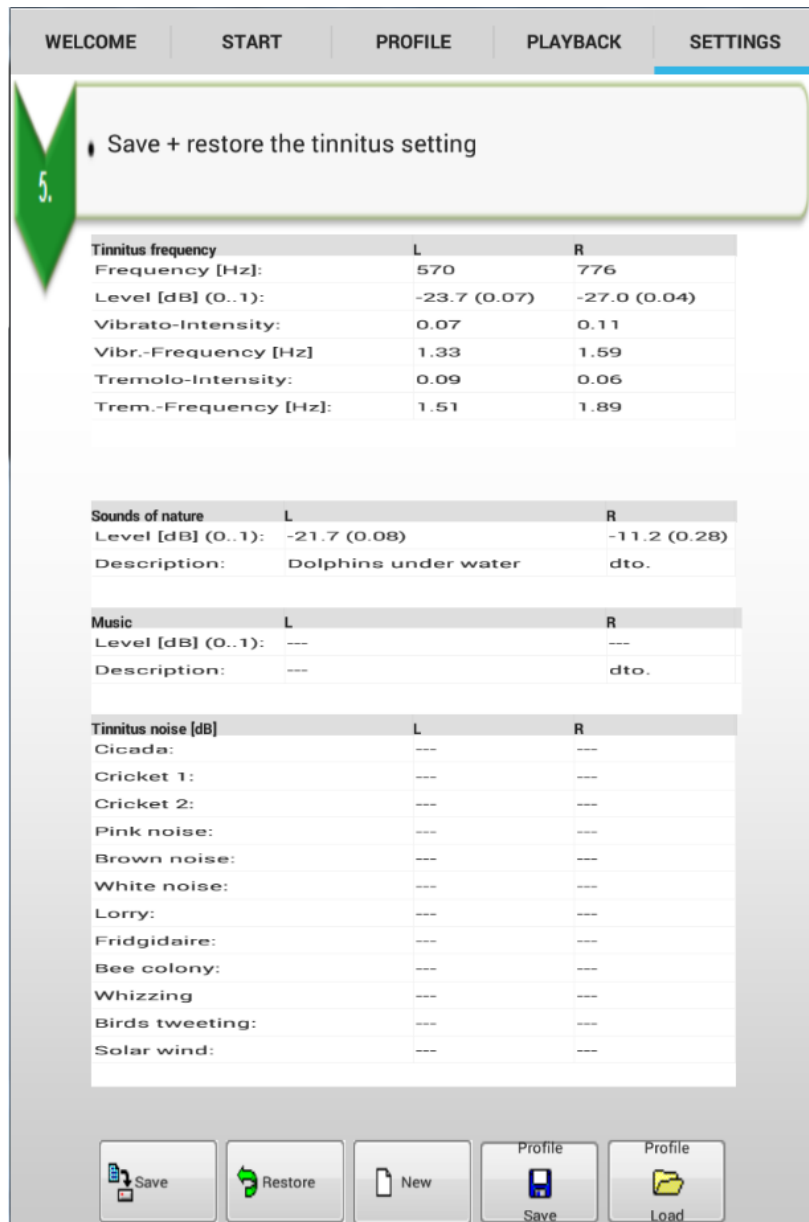 WELCOME START PROFILE PLAYBACK SETTINGS
5.
Save + restore the tinnitus setting
Tinnitus frequency L R
Frequency [Hz]: 570 776
Level [dB] (0..1): -23.7 (0.07) -27.0 (0.04)
Vibrato-Intensity: 0.07 0.11
Vibr.-Frequency [Hz] 1.33 1.59
Tremolo-Intensity: 0.09 0.06
Trem.-Frequency [Hz]: 1.51 1.89
Sounds of nature L R
Level [dB] (0..1): -21.7 (0.08) -11.2 (0.28)
Description: Dolphins under water dto.
Music L R
Level [dB] (0..1): --- ---
Description: --- dto.
Tinnitus noise [dB] L R
Cicada: --- ---
Cricket 1: --- ---
Cricket 2: --- ---
Pink noise: --- ---
Brown noise: --- ---
White noise: --- ---
Lorry: --- ---
Fridgidaire: --- ---
Bee colony: --- ---
Whizzing --- ---
Birds tweeting: --- ---
Solar wind: --- ---
Save Restore New Profile Save Profile Load